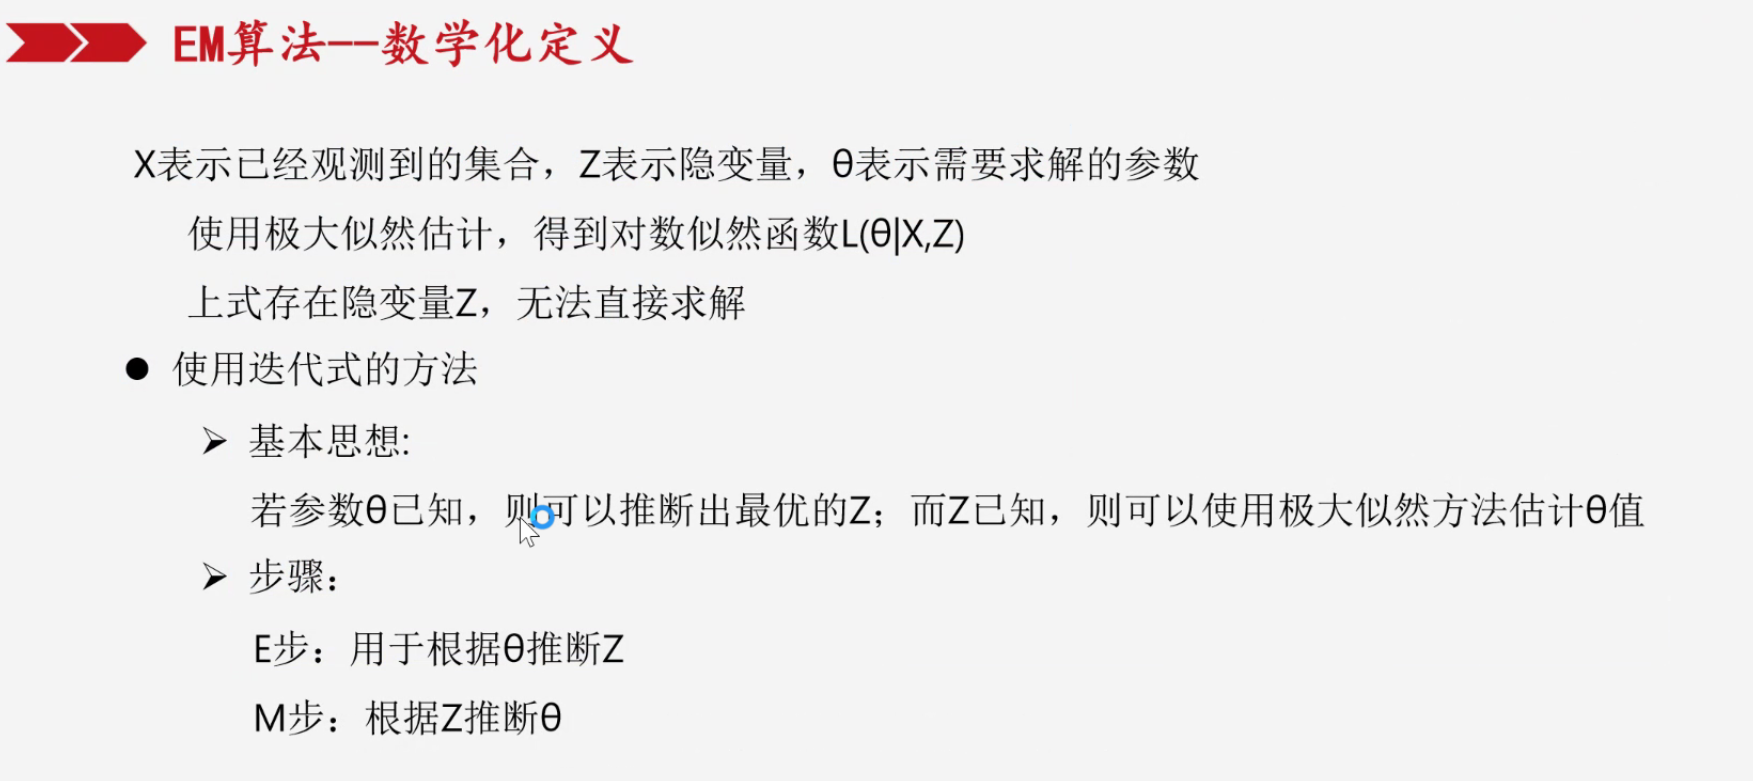 EM算法--数学化定义
X表示已经观测到的集合，Z表示隐变量，θ表示需要求解的参数
使用极大似然估计，得到对数似然函数L(θ|X,Z)
上式存在隐变量Z，无法直接求解
● 使用迭代式的方法
➢ 基本思想:
若参数θ已知，则可以推断出最优的Z；而Z已知，则可以使用极大似然方法估计θ值
➢ 步骤：
E步：用于根据θ推断Z
M步：根据Z推断θ